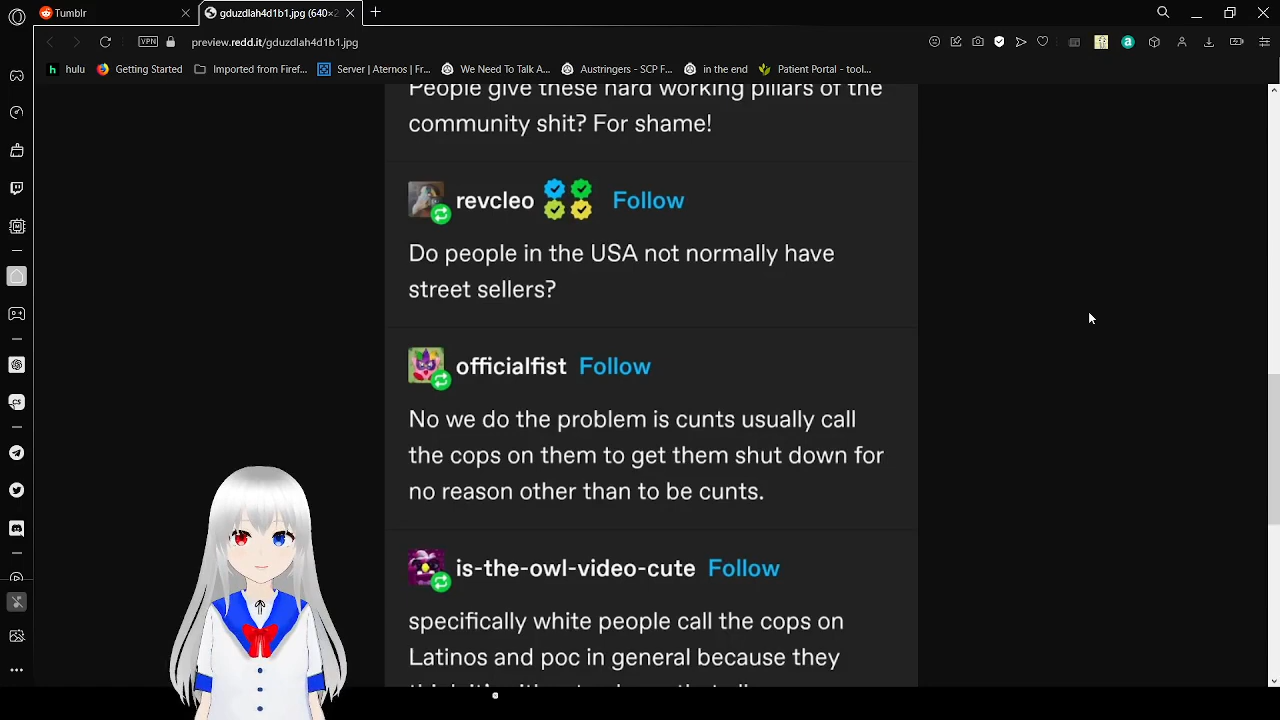 Tumblr
gduzdlah4d1b1.jpg (640×2
VPN
preview.redd.it/gduzdlah4d1b1.jpg
hulu
Getting Started
Imported from Firef...
Server | Aternos | Fr...
We Need To Talk A...
Austringers - SCP F...
in the end
Patient Portal - tool...
People give these hard working pillars of the
community shit? For shame!
revcleo Follow
Do people in the USA not normally have
street sellers?
officialfist Follow
No we do the problem is cunts usually call
the cops on them to get them shut down for
no reason other than to be cunts.
is-the-owl-video-cute Follow
specifically white people call the cops on
Latinos and poc in general because they